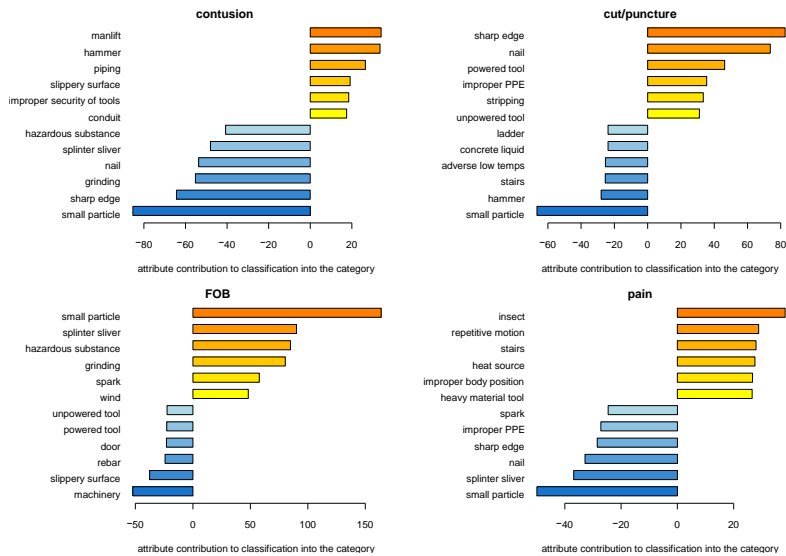 contusion
manlift
hammer
piping
slippery surface
improper security of tools
conduit
hazardous substance
splinter sliver
nail
grinding
sharp edge
small particle
−80 −60 −40 −20 0 20
attribute contribution to classification into the category
cut/puncture
sharp edge
nail
powered tool
improper PPE
stripping
unpowered tool
ladder
concrete liquid
adverse low temps
stairs
hammer
small particle
−60 −40 −20 0 20 40 60 80
attribute contribution to classification into the category
FOB
small particle
splinter sliver
hazardous substance
grinding
spark
wind
unpowered tool
powered tool
door
rebar
slippery surface
machinery
−50 0 50 100 150
attribute contribution to classification into the category
pain
insect
repetitive motion
stairs
heat source
improper body position
heavy material tool
spark
improper PPE
sharp edge
nail
splinter sliver
small particle
−40 −20 0 20
attribute contribution to classification into the category